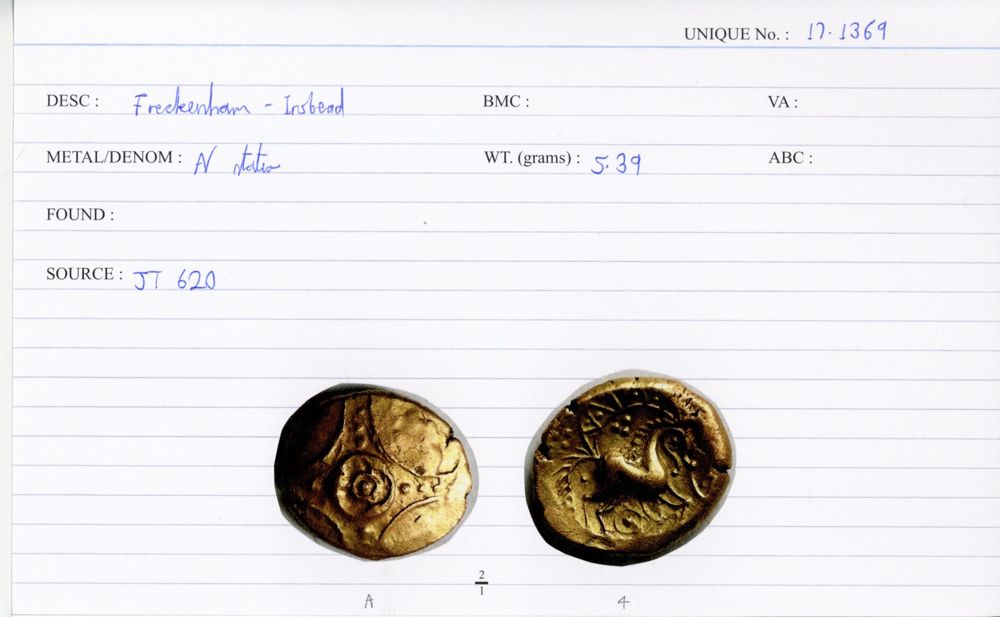 UNIQUE No. : 17.1369
DESC : Freckenham - Irsbead BMC : VA :
METAL/DENOM : N stater WT. (grams) : 5.39 ABC :
FOUND :
SOURCE : JT 620
2
1
A 4